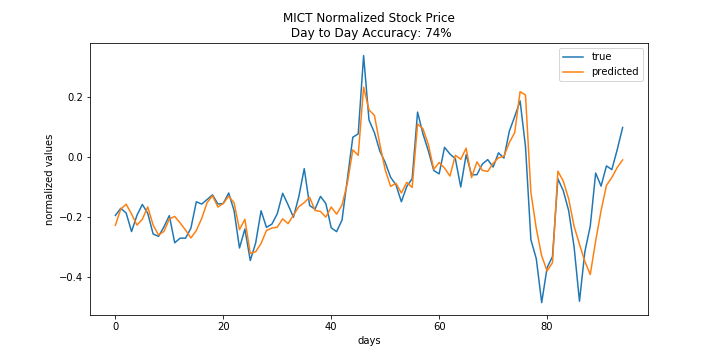 MICT Normalized Stock Price
Day to Day Accuracy: 74%
true
predicted
normalized values
0.2
0.0
−0.2
−0.4
0
20
40
60
80
days